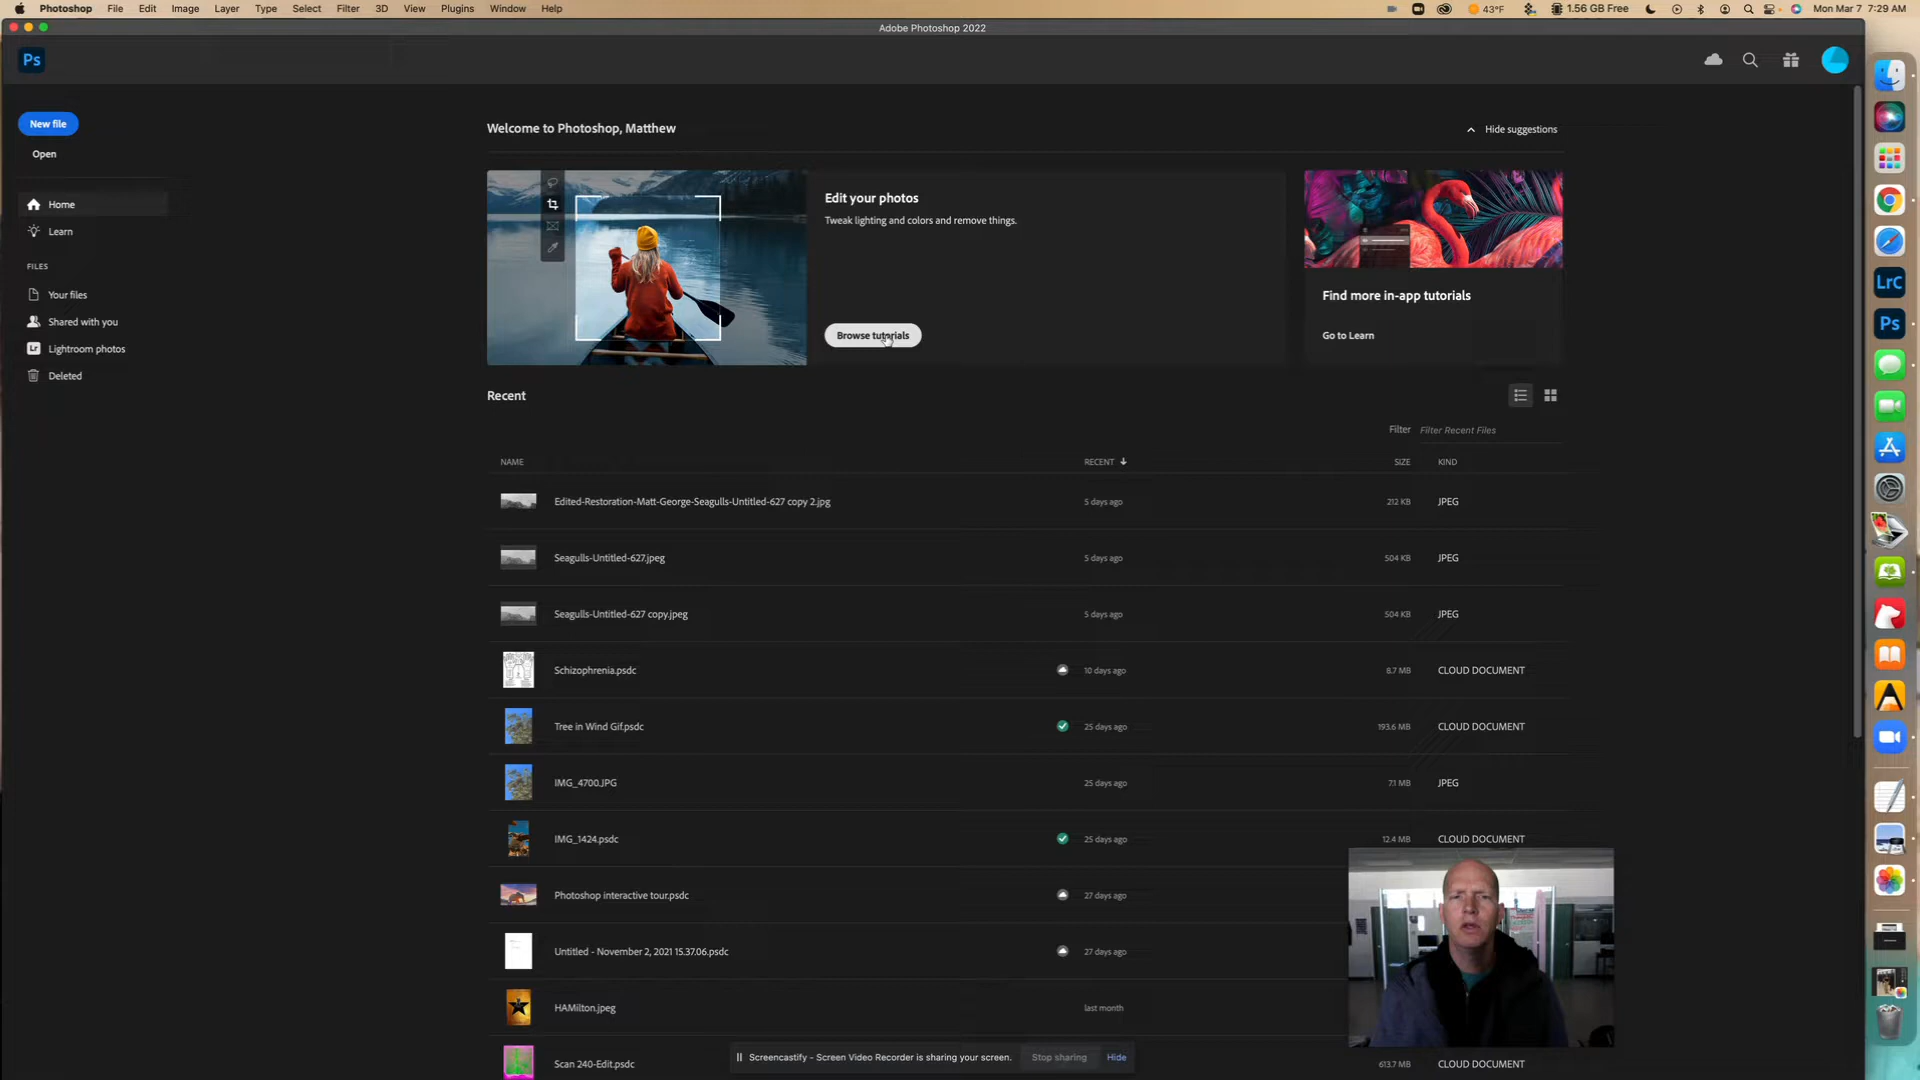 Photoshop File Edit Image Layer Type Select Filter 3D View Plugins Window Help 43°F 1.56 GB Free Mon Mar 7 7:29 AM
Adobe Photoshop 2022
Ps
New file
Open
Home
Learn
FILES
Your files
Shared with you
Lr Lightroom photos
Deleted
Welcome to Photoshop, Matthew
Hide suggestions
Edit your photos
Tweak lighting and colors and remove things.
Browse tutorials
Find more in-app tutorials
Go to Learn
Recent
Filter Filter Recent Files
NAME RECENT SIZE KIND
Edited-Restoration-Matt-George-Seagulls-Untitled-627 copy 2.jpg 5 days ago 212 KB JPEG
Seagulls-Untitled-627.jpeg 5 days ago 504 KB JPEG
Seagulls-Untitled-627 copy.jpeg 5 days ago 504 KB JPEG
Schizophrenia.psdc 10 days ago 8.7 MB CLOUD DOCUMENT
Tree in Wind Gif.psdc 25 days ago 193.6 MB CLOUD DOCUMENT
IMG_4700.JPG 25 days ago 7.1 MB JPEG
IMG_1424.psdc 25 days ago 12.4 MB CLOUD DOCUMENT
Photoshop interactive tour.psdc 27 days ago
Untitled - November 2, 2021 15.37.06.psdc 27 days ago
HAMilton.jpeg last month
Scan 240-Edit.psdc 613.7 MB CLOUD DOCUMENT
Screencastify - Screen Video Recorder is sharing your screen. Stop sharing Hide
LrC
Ps